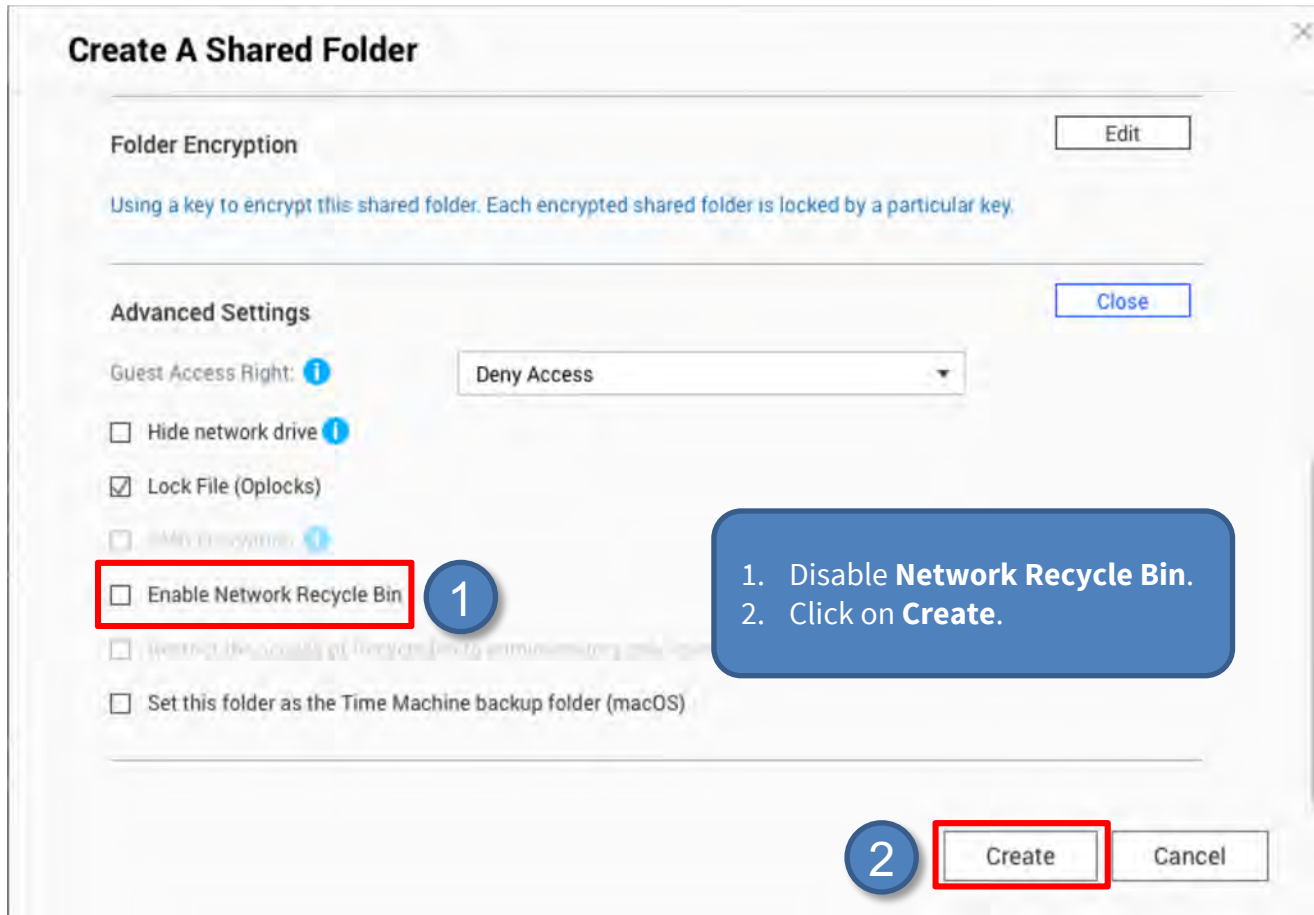 Create A Shared Folder
Folder Encryption
Edit
Using a key to encrypt this shared folder. Each encrypted shared folder is locked by a particular key.
Advanced Settings
Close
Guest Access Right: i
Deny Access
Hide network drive i
Lock File (Oplocks)
Enable Network Recycle Bin
1
1. Disable Network Recycle Bin.
2. Click on Create.
Set this folder as the Time Machine backup folder (macOS)
2
Create
Cancel